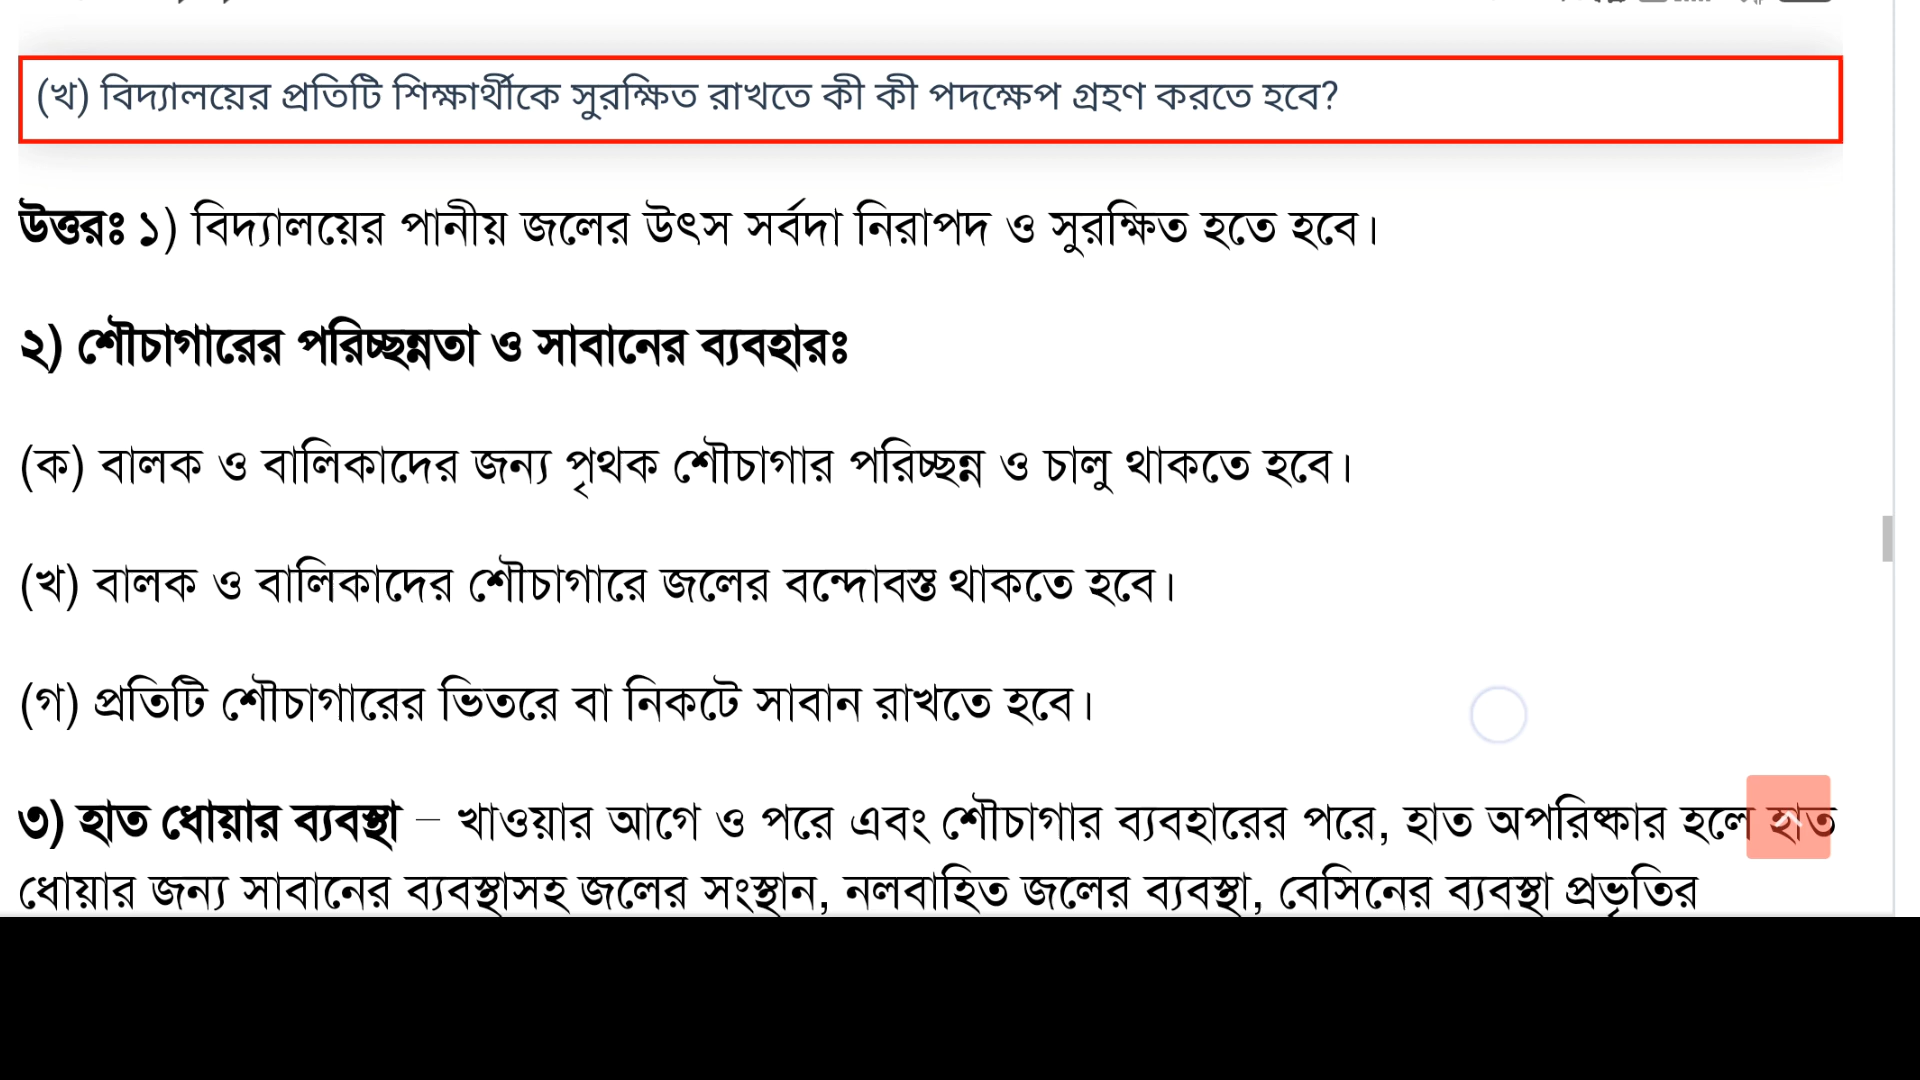 (খ) বিদ্যালয়ের প্রতিটি শিক্ষার্থীকে সুরক্ষিত রাখতে কী কী পদক্ষেপ গ্রহণ করতে হবে?
উত্তরঃ ১) বিদ্যালয়ের পানীয় জলের উৎস সর্বদা নিরাপদ ও সুরক্ষিত হতে হবে।
২) শৌচাগারের পরিচ্ছন্নতা ও সাবানের ব্যবহারঃ
(ক) বালক ও বালিকাদের জন্য পৃথক শৌচাগার পরিচ্ছন্ন ও চালু থাকতে হবে।
(খ) বালক ও বালিকাদের শৌচাগারে জলের বন্দোবস্ত থাকতে হবে।
(গ) প্রতিটি শৌচাগারের ভিতরে বা নিকটে সাবান রাখতে হবে।
৩) হাত ধোয়ার ব্যবস্থা – খাওয়ার আগে ও পরে এবং শৌচাগার ব্যবহারের পরে, হাত অপরিষ্কার হলে হাত
ধোয়ার জন্য সাবানের ব্যবস্থাসহ জলের সংস্থান, নলবাহিত জলের ব্যবস্থা, বেসিনের ব্যবস্থা প্রভৃতির